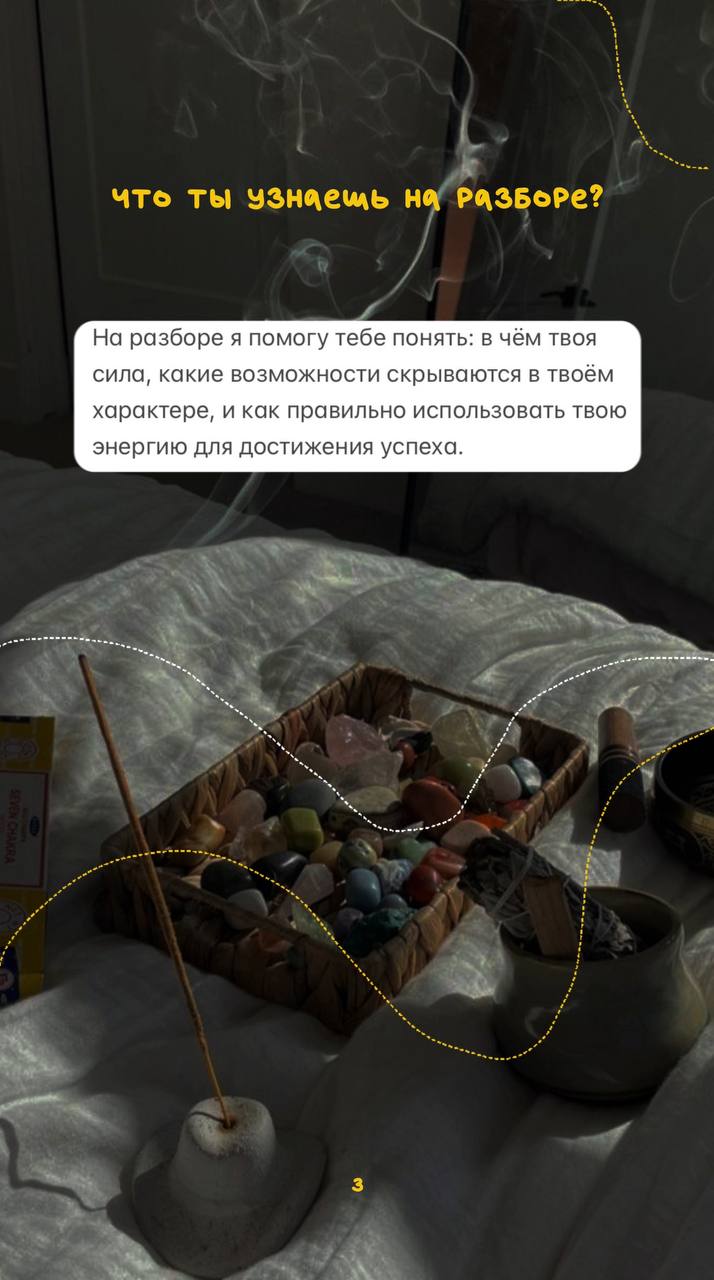 что ты узнаешь на разборе?
На разборе я помогу тебе понять: в чём твоя
сила, какие возможности скрываются в твоём
характере, и как правильно использовать твою
энергию для достижения успеха.
SEVEN CHAKRA
3